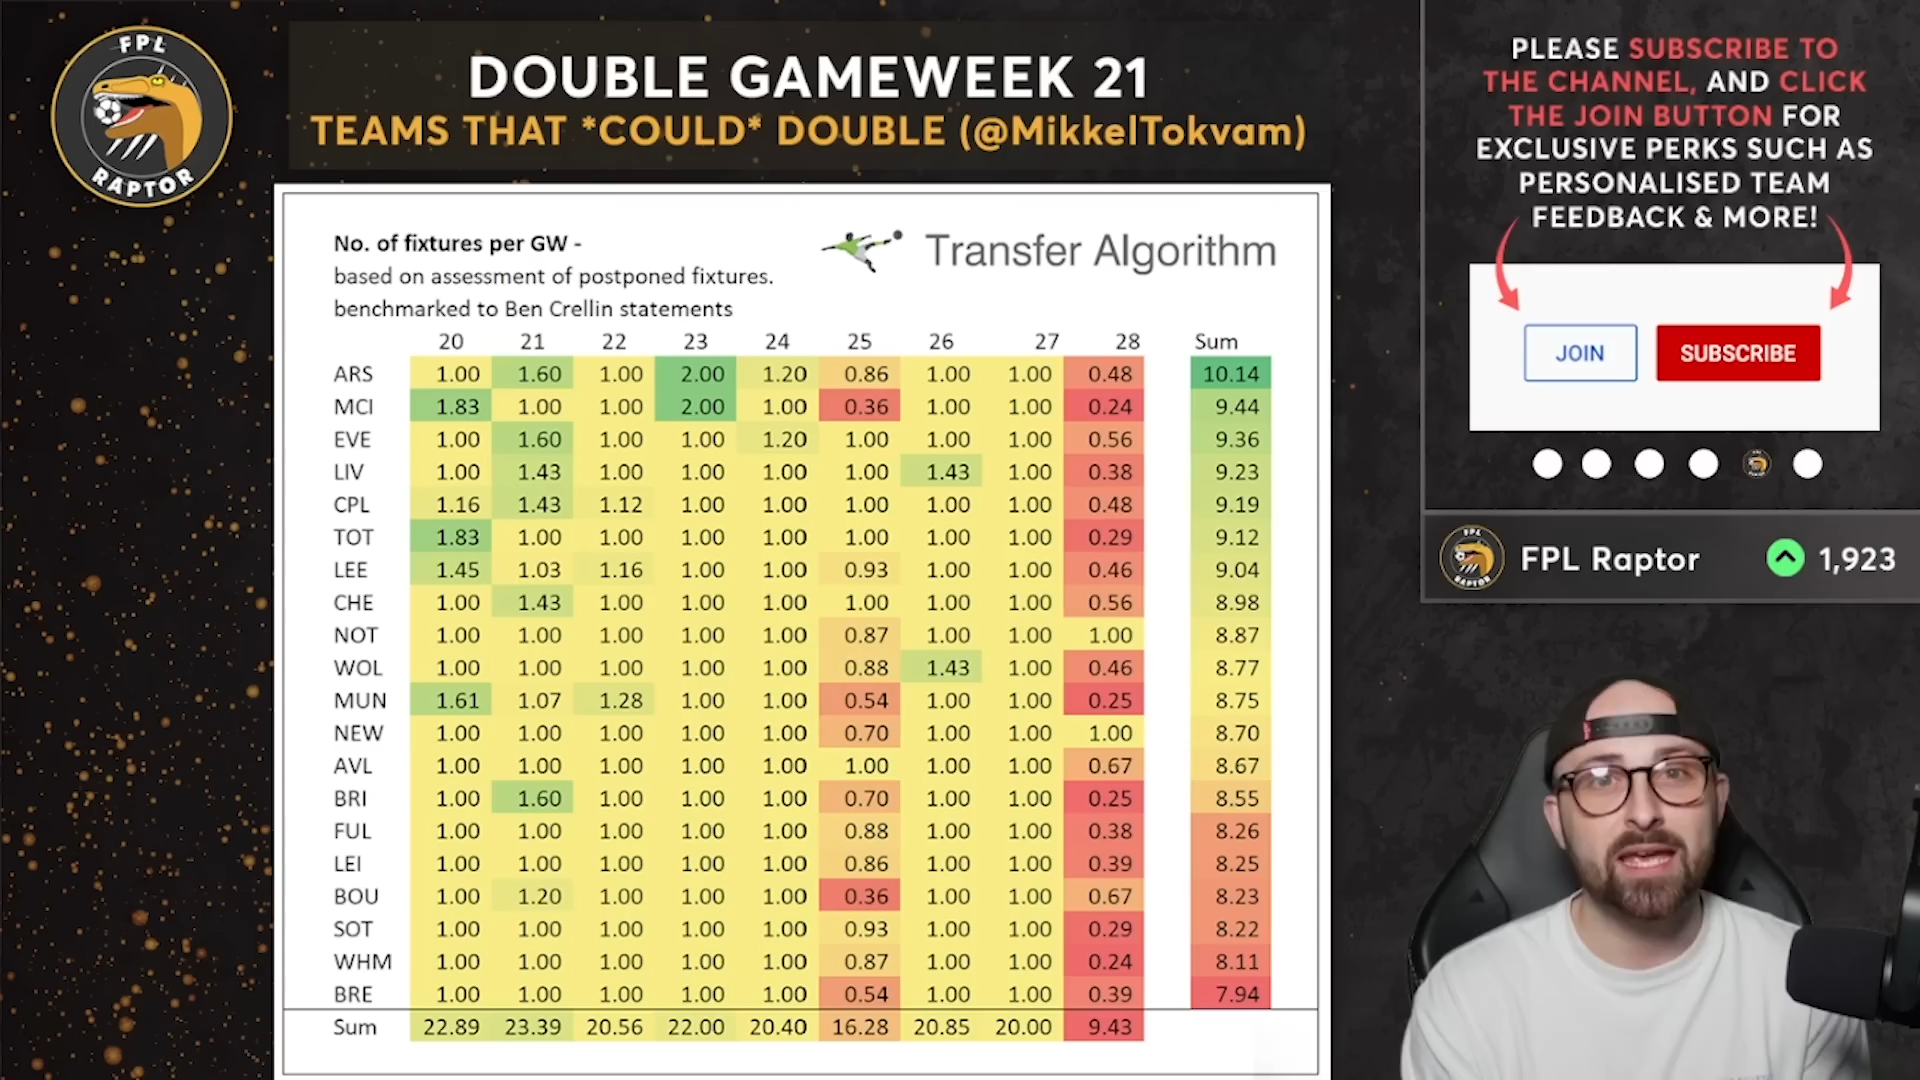 FPL
RAPTOR
DOUBLE GAMEWEEK 21
TEAMS THAT *COULD* DOUBLE (@MikkelTokvam)
No. of fixtures per GW -
based on assessment of postponed fixtures.
benchmarked to Ben Crellin statements
Transfer Algorithm
20 21 22 23 24 25 26 27 28 Sum
ARS 1.00 1.60 1.00 2.00 1.20 0.86 1.00 1.00 0.48 10.14
MCI 1.83 1.00 1.00 2.00 1.00 0.36 1.00 1.00 0.24 9.44
EVE 1.00 1.60 1.00 1.00 1.20 1.00 1.00 1.00 0.56 9.36
LIV 1.00 1.43 1.00 1.00 1.00 1.00 1.43 1.00 0.38 9.23
CPL 1.16 1.43 1.12 1.00 1.00 1.00 1.00 1.00 0.48 9.19
TOT 1.83 1.00 1.00 1.00 1.00 1.00 1.00 1.00 0.29 9.12
LEE 1.45 1.03 1.16 1.00 1.00 0.93 1.00 1.00 0.46 9.04
CHE 1.00 1.43 1.00 1.00 1.00 1.00 1.00 1.00 0.56 8.98
NOT 1.00 1.00 1.00 1.00 1.00 0.87 1.00 1.00 1.00 8.87
WOL 1.00 1.00 1.00 1.00 1.00 0.88 1.43 1.00 0.46 8.77
MUN 1.61 1.07 1.28 1.00 1.00 0.54 1.00 1.00 0.25 8.75
NEW 1.00 1.00 1.00 1.00 1.00 0.70 1.00 1.00 1.00 8.70
AVL 1.00 1.00 1.00 1.00 1.00 1.00 1.00 1.00 0.67 8.67
BRI 1.00 1.60 1.00 1.00 1.00 0.70 1.00 1.00 0.25 8.55
FUL 1.00 1.00 1.00 1.00 1.00 0.88 1.00 1.00 0.38 8.26
LEI 1.00 1.00 1.00 1.00 1.00 0.86 1.00 1.00 0.39 8.25
BOU 1.00 1.20 1.00 1.00 1.00 0.36 1.00 1.00 0.67 8.23
SOT 1.00 1.00 1.00 1.00 1.00 0.93 1.00 1.00 0.29 8.22
WHM 1.00 1.00 1.00 1.00 1.00 0.87 1.00 1.00 0.24 8.11
BRE 1.00 1.00 1.00 1.00 1.00 0.54 1.00 1.00 0.39 7.94
Sum 22.89 23.39 20.56 22.00 20.40 16.28 20.85 20.00 9.43
PLEASE SUBSCRIBE TO
THE CHANNEL, AND CLICK
THE JOIN BUTTON FOR
EXCLUSIVE PERKS SUCH AS
PERSONALISED TEAM
FEEDBACK & MORE!
JOIN
SUBSCRIBE
FPL
RAPTOR
FPL Raptor
1,923